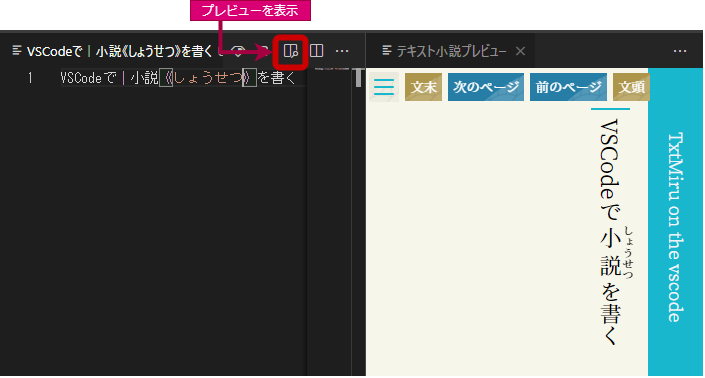 プレビューを表示
VSCodeで｜小説《しょうせつ》を書く
テキスト小説プレビュー
1 VSCodeで｜小説《しょうせつ》を書く
文末 次のページ 前のページ 文頭
TxtMiru on the vscode
VSCodeで小説を書く
しょうせつ